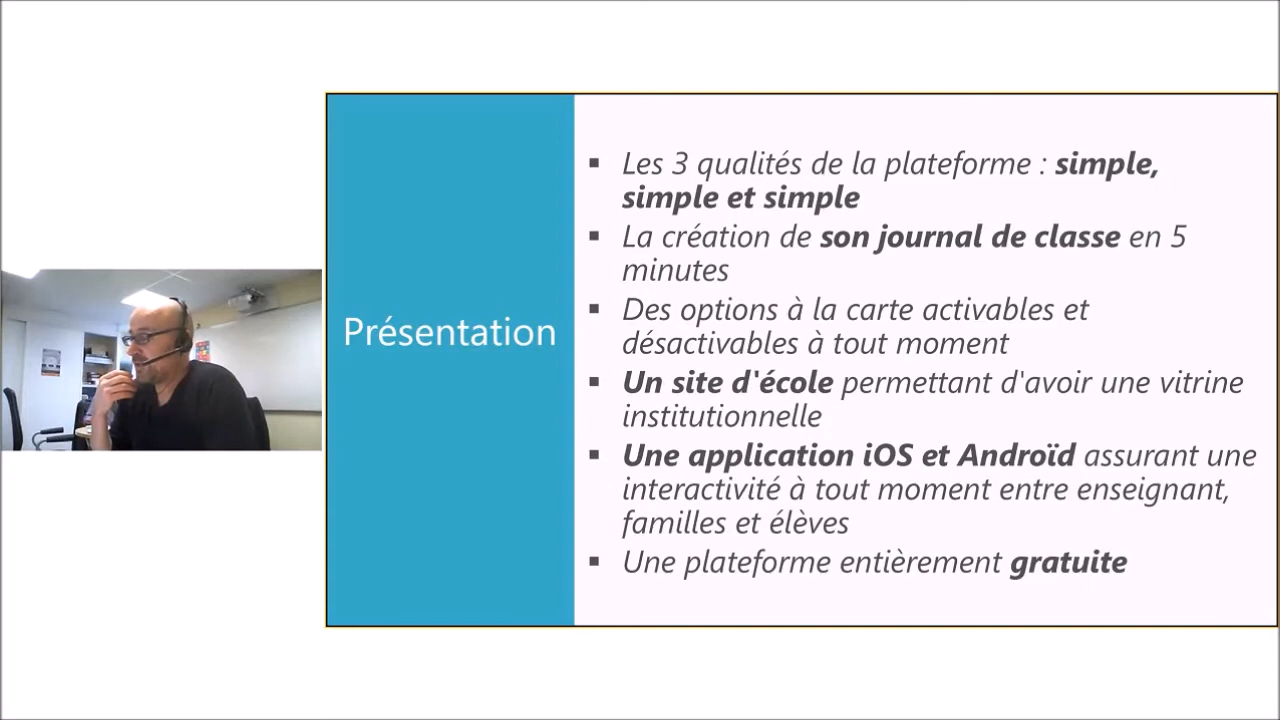 Présentation
▪ Les 3 qualités de la plateforme : simple,
simple et simple
▪ La création de son journal de classe en 5
minutes
▪ Des options à la carte activables et
désactivables à tout moment
▪ Un site d'école permettant d'avoir une vitrine
institutionnelle
▪ Une application iOS et Androïd assurant une
interactivité à tout moment entre enseignant,
familles et élèves
▪ Une plateforme entièrement gratuite